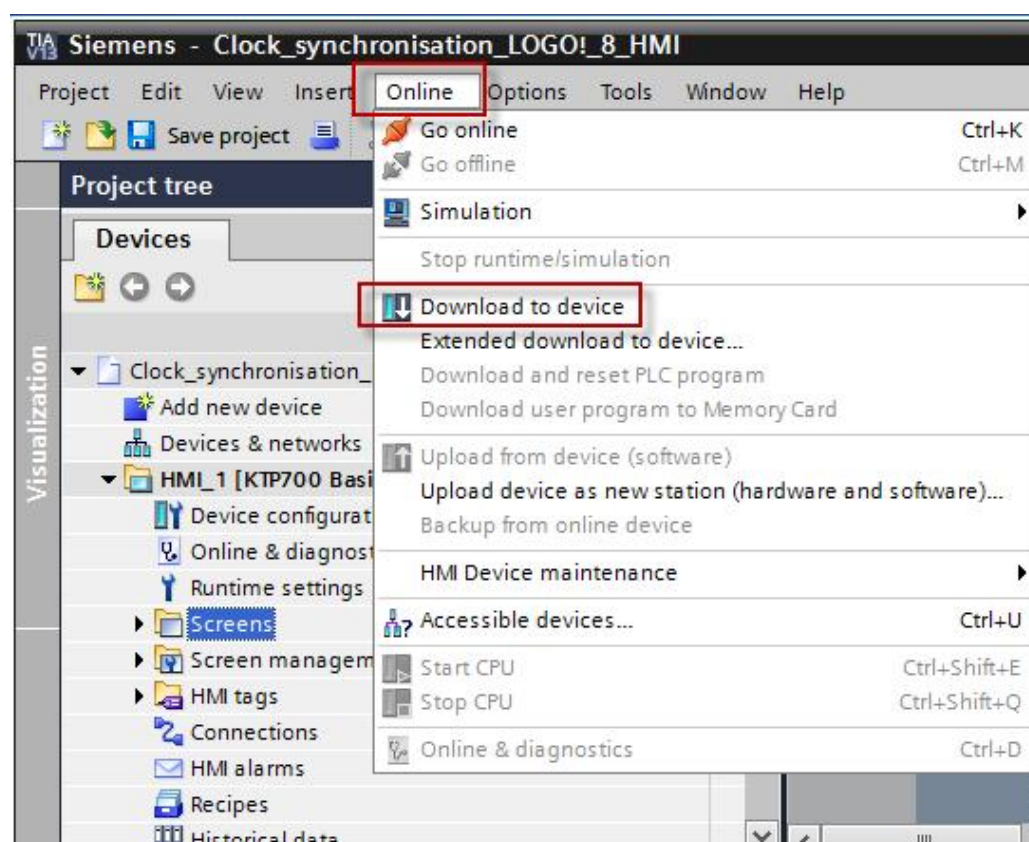 TIA V13 Siemens - Clock_synchronisation_LOGO!_8_HMI
Project Edit View Insert Online Options Tools Window Help
Save project
Go online Ctrl+K
Go offline Ctrl+M
Project tree
Simulation
Devices
Stop runtime/simulation
Download to device
Extended download to device...
Clock_synchronisation_
Download and reset PLC program
Add new device
Download user program to Memory Card
Devices & networks
Upload from device (software)
HMI_1 [KTP700 Basi
Upload device as new station (hardware and software)...
Device configurat
Backup from online device
Online & diagnost
HMI Device maintenance
Runtime settings
Screens
Accessible devices... Ctrl+U
Screen managem
Start CPU Ctrl+Shift+E
HMI tags
Stop CPU Ctrl+Shift+Q
Connections
Online & diagnostics Ctrl+D
HMI alarms
Recipes
Historical data
Visualization